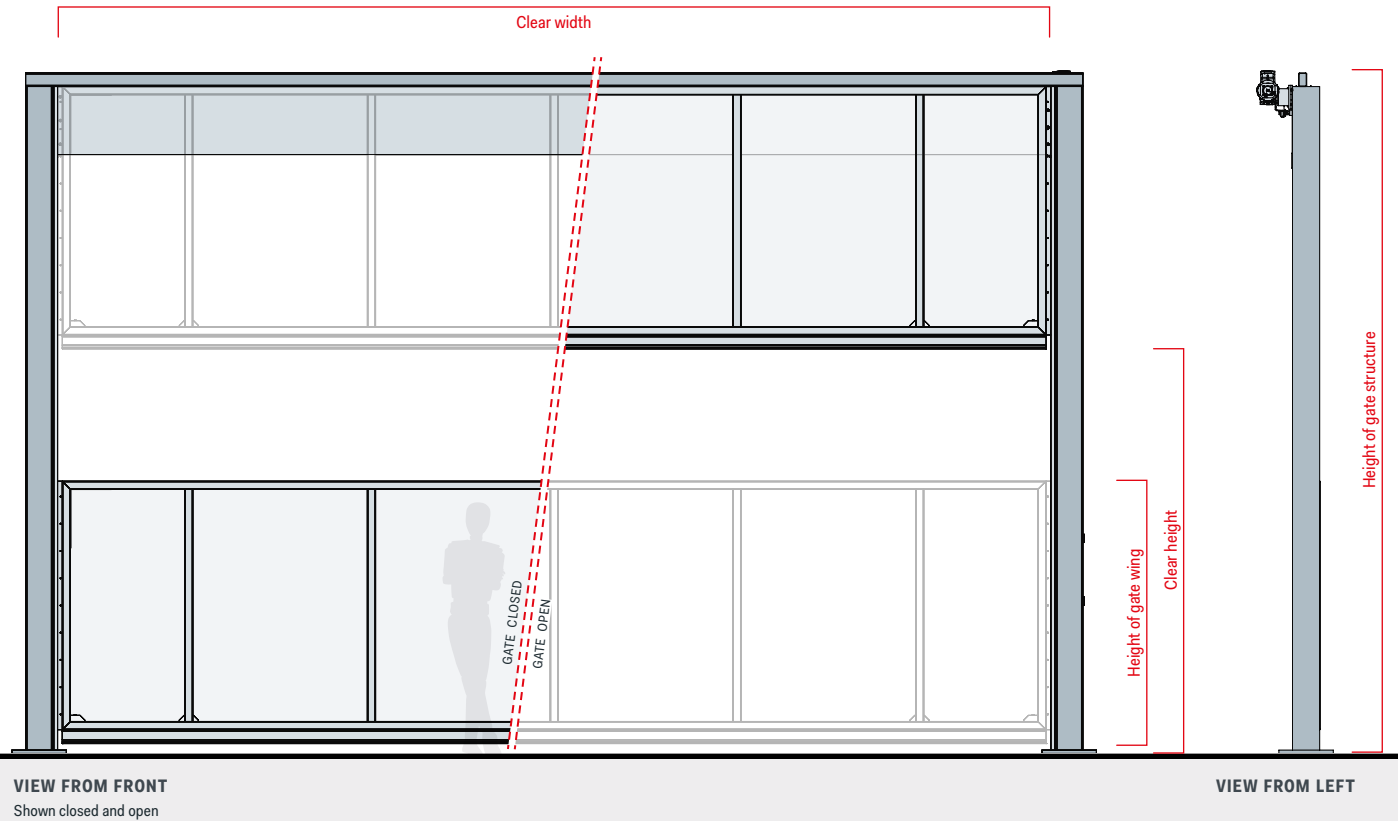 Clear width
Height of gate structure
Clear height
Height of gate wing
GATE CLOSED
GATE OPEN
VIEW FROM FRONT
Shown closed and open
VIEW FROM LEFT